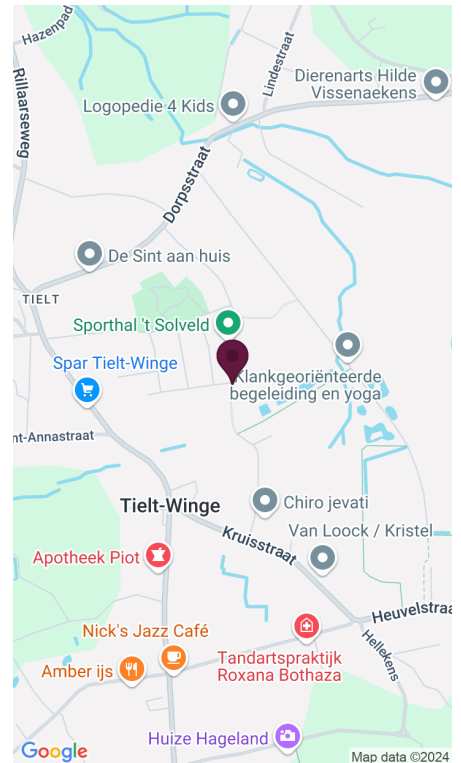 Hazenpad
Lindestraat
Rillaarseweg
Dierenarts Hilde
Vissenaekens
Logopedie 4 Kids
Dorpsstraat
De Sint aan huis
TIELT
Sporthal 't Solveld
Spar Tielt-Winge
Klankgeoriënteerde
begeleiding en yoga
nt-Annastraat
Tielt-Winge
Chiro jevati
Kruisstraat
Van Loock / Kristel
Apotheek Piot
Heuvelstraa
Nick's Jazz Café
Hellekens
Tandartspraktijk
Roxana Bothaza
Amber ijs
Huize Hageland
Google
Map data ©2024